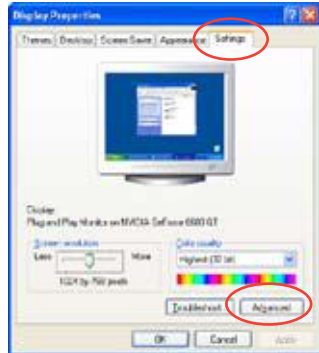 Display Properties
Themes Desktop Screen Saver Appearance Settings
Display:
Plug and Play Monitor on NVIDIA GeForce 6600 GT
Screen resolution
Less More
1024 by 768 pixels
Color quality
Highest (32 bit)
Troubleshoot... Advanced
OK Cancel Apply